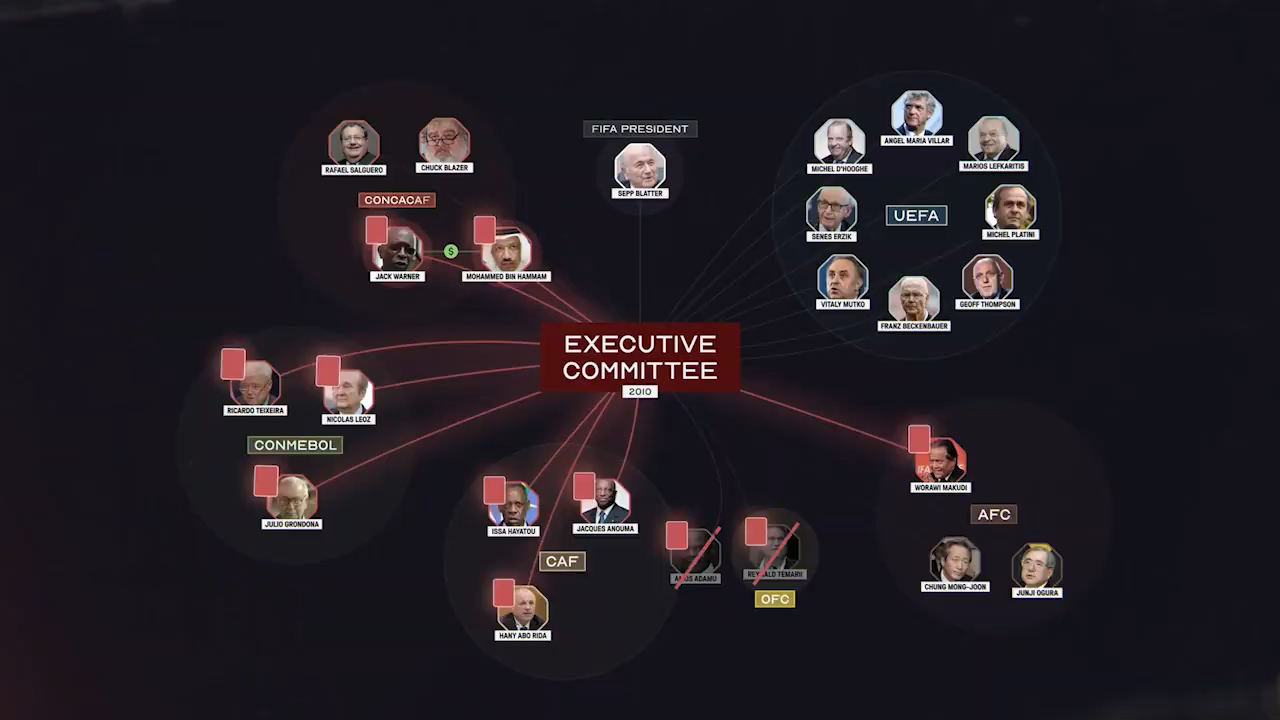 FIFA PRESIDENT
SEPP BLATTER
RAFAEL SALGUERO
CHUCK BLAZER
CONCACAF
JACK WARNER
$
MOHAMMED BIN HAMMAM
ANGEL MARIA VILLAR
MICHEL D'HOOGHE
MARIOS LEFKARITIS
SENES ERZIK
UEFA
MICHEL PLATINI
VITALY MUTKO
FRANZ BECKENBAUER
GEOFF THOMPSON
EXECUTIVE
COMMITTEE
2010
RICARDO TEIXEIRA
NICOLAS LEOZ
CONMEBOL
JULIO GRONDONA
ISSA HAYATOU
JACQUES ANOUMA
CAF
HANY ABO RIDA
ADAMU
TEMARII
OFC
WORAWI MAKUDI
AFC
CHUNG MONG-JOON
JUNJI OGURA